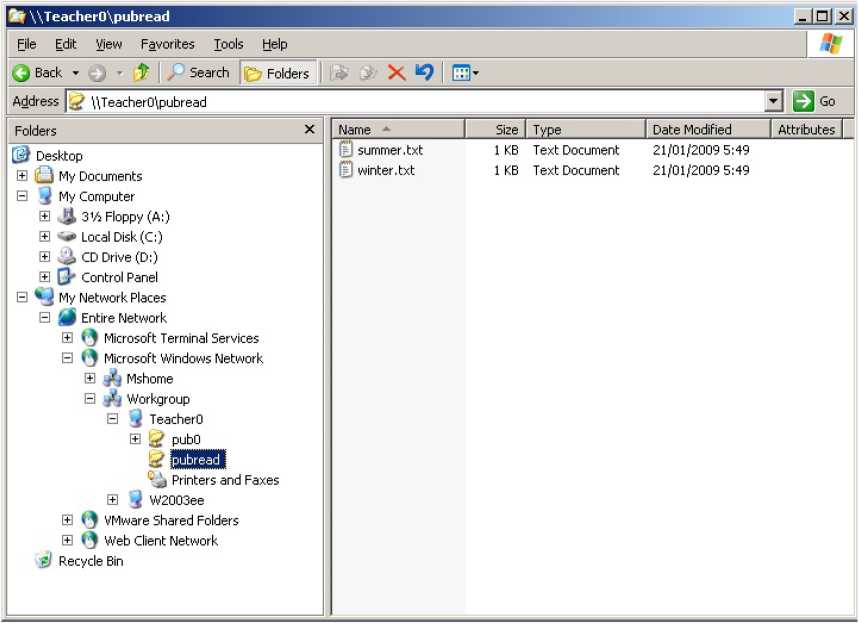 \\Teacher0\pubread
File Edit View Favorites Tools Help
Back Search Folders
Address \\Teacher0\pubread Go
Folders
Desktop
My Documents
My Computer
3½ Floppy (A:)
Local Disk (C:)
CD Drive (D:)
Control Panel
My Network Places
Entire Network
Microsoft Terminal Services
Microsoft Windows Network
Mshome
Workgroup
Teacher0
pub0
pubread
Printers and Faxes
W2003ee
VMware Shared Folders
Web Client Network
Recycle Bin
Name Size Type Date Modified Attributes
summer.txt 1 KB Text Document 21/01/2009 5:49
winter.txt 1 KB Text Document 21/01/2009 5:49